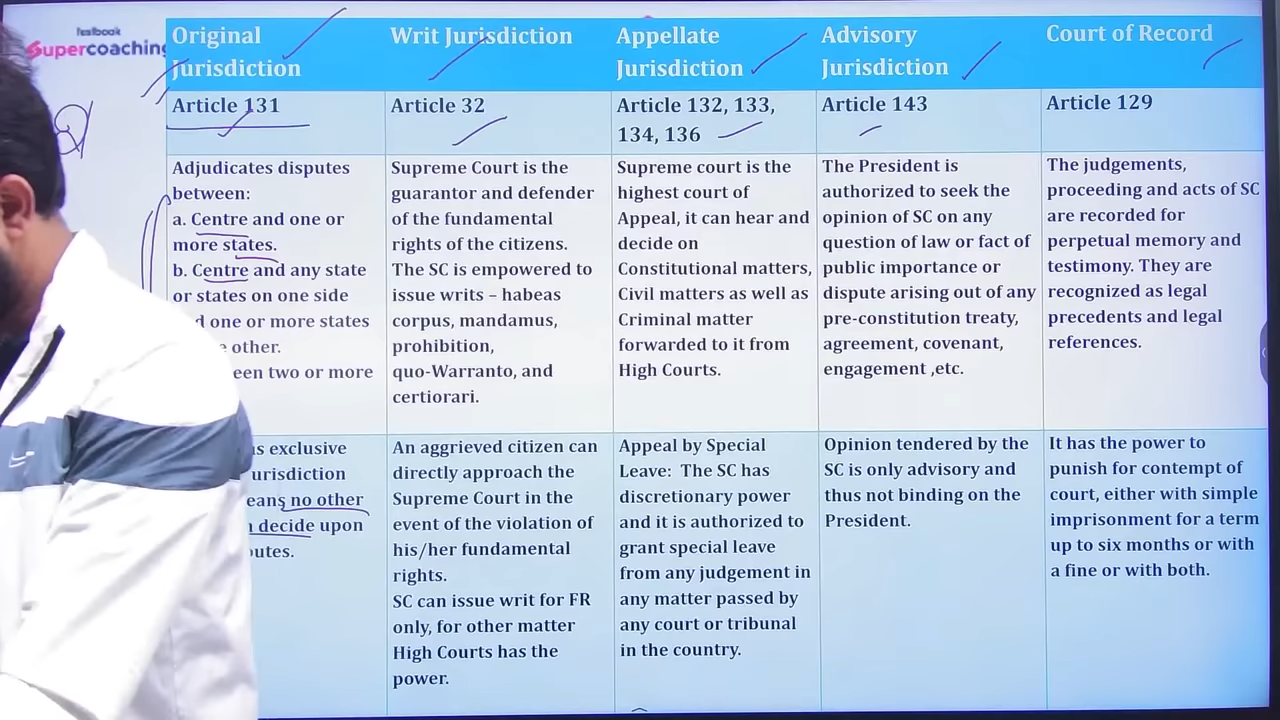 Testbook
Supercoaching
Original
Jurisdiction
Writ Jurisdiction
Appellate
Jurisdiction
Advisory
Jurisdiction
Court of Record
Article 131
Article 32
Article 132, 133,
134, 136
Article 143
Article 129
Adjudicates disputes
between:
a. Centre and one or
more states.
b. Centre and any state
or states on one side
one or more states
other.
two or more
Supreme Court is the
guarantor and defender
of the fundamental
rights of the citizens.
The SC is empowered to
issue writs – habeas
corpus, mandamus,
prohibition,
quo-Warranto, and
certiorari.
Supreme court is the
highest court of
Appeal, it can hear and
decide on
Constitutional matters,
Civil matters as well as
Criminal matter
forwarded to it from
High Courts.
The President is
authorized to seek the
opinion of SC on any
question of law or fact of
public importance or
dispute arising out of any
pre-constitution treaty,
agreement, covenant,
engagement ,etc.
The judgements,
proceeding and acts of SC
are recorded for
perpetual memory and
testimony. They are
recognized as legal
precedents and legal
references.
exclusive
no other
decide upon
An aggrieved citizen can
directly approach the
Supreme Court in the
event of the violation of
his/her fundamental
rights.
SC can issue writ for FR
only, for other matter
High Courts has the
power.
Appeal by Special
Leave: The SC has
discretionary power
and it is authorized to
grant special leave
from any judgement in
any matter passed by
any court or tribunal
in the country.
Opinion tendered by the
SC is only advisory and
thus not binding on the
President.
It has the power to
punish for contempt of
court, either with simple
imprisonment for a term
up to six months or with
a fine or with both.